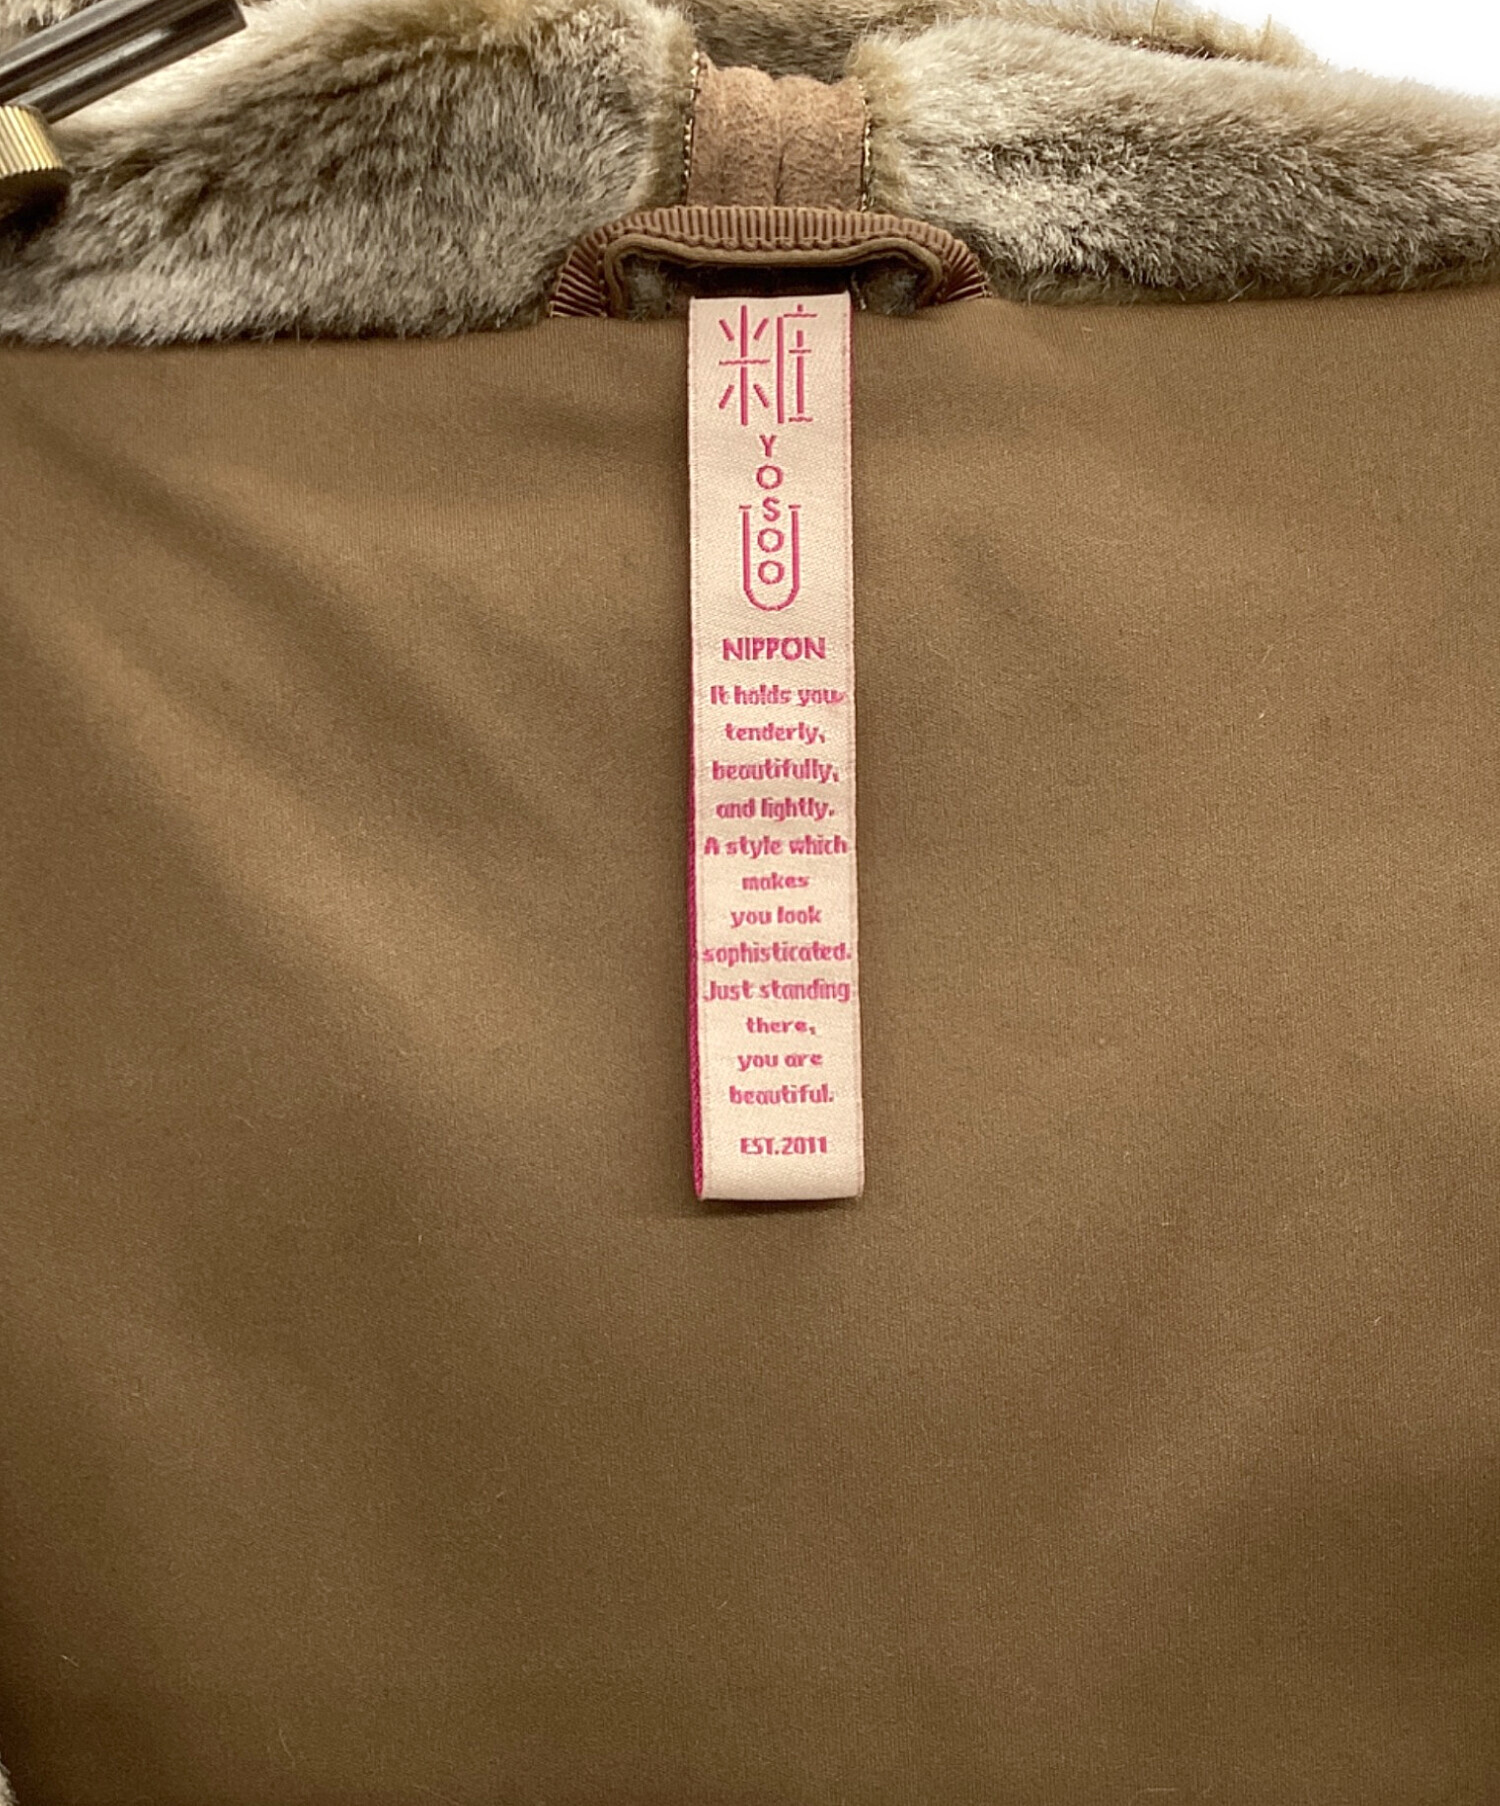 粧
YOSOO
NIPPON
It holds you
tenderly,
beautifully,
and lightly.
A style which
makes
you look
sophisticated.
Just standing
there,
you are
beautiful.
EST.2011